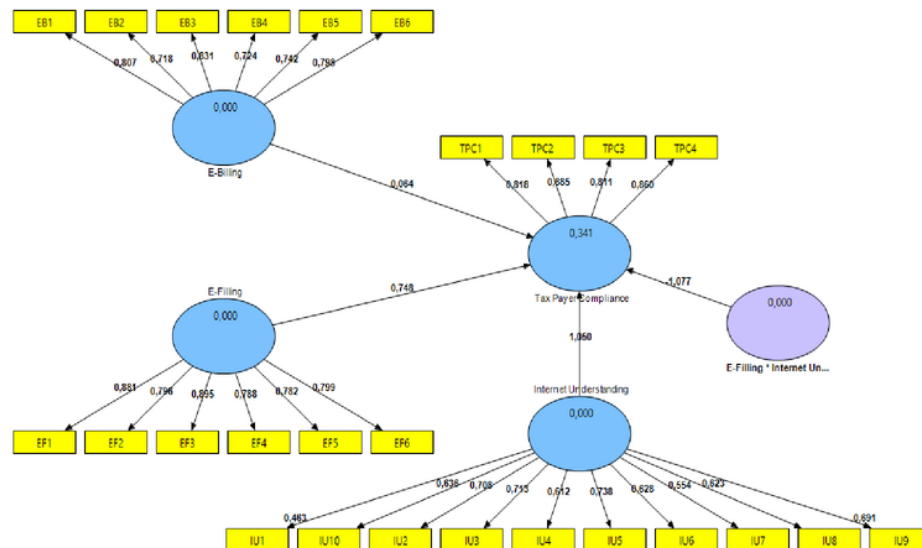 EB1 EB2 EB3 EB4 EB5 EB6
0,807 0,718 0,831 0,724 0,742 0,798
0,000
E-Billing
TPC1 TPC2 TPC3 TPC4
0,818 0,885 0,811 0,860
0,064
0,341
Tax Payer Compliance
E-Filling
0,000
0,748
-1,077
0,000
E-Filling * Internet Un...
1,060
0,881 0,796 0,895 0,788 0,782 0,799
EF1 EF2 EF3 EF4 EF5 EF6
Internet Understanding
0,000
0,463 0,636 0,708 0,713 0,612 0,738 0,628 0,554 0,623 0,691
IU1 IU10 IU2 IU3 IU4 IU5 IU6 IU7 IU8 IU9